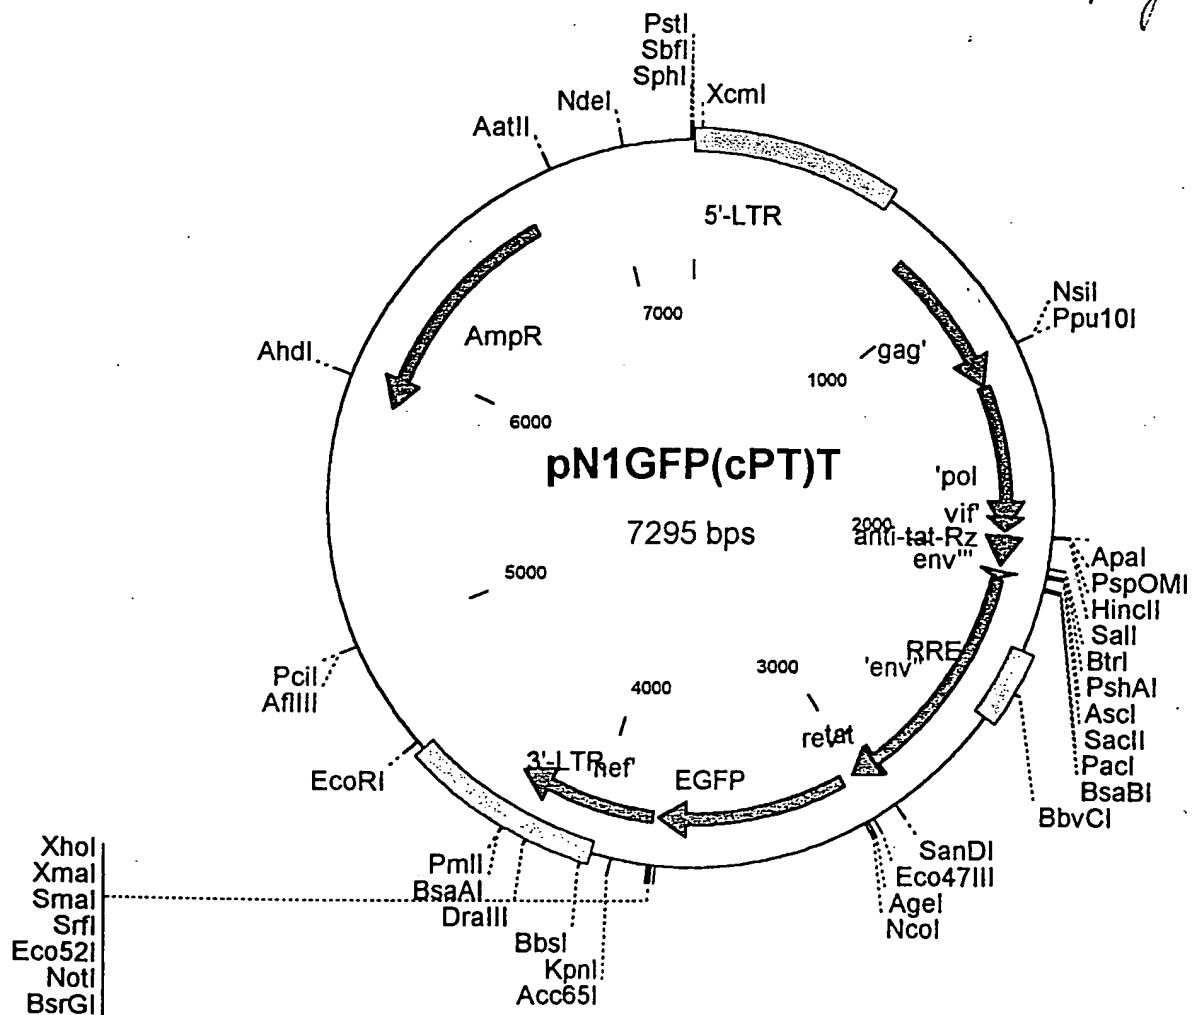 PstI
SbfI
SphI
XcmI
NdeI
AatII
5'-LTR
NsiI
Ppu10I
7000
AmpR
AhdI
gag'
1000
6000
pN1GFP(cPT)T
'pol
7295 bps
vif'
2000
anti-tat-Rz
env'''
ApaI
PspOMI
HincII
SalI
BtrI
PshAI
AscI
SacII
PacI
BsaBI
BbvCI
5000
RRE
'env''
3000
4000
PciI
AflIII
rev
tat
3'-LTR
nef'
EGFP
EcoRI
SanDI
Eco47III
AgeI
NcoI
PmlI
BsaAI
DraIII
BbsI
KpnI
Acc65I
XhoI
XmaI
SmaI
SrfI
Eco52I
NotI
BsrGI